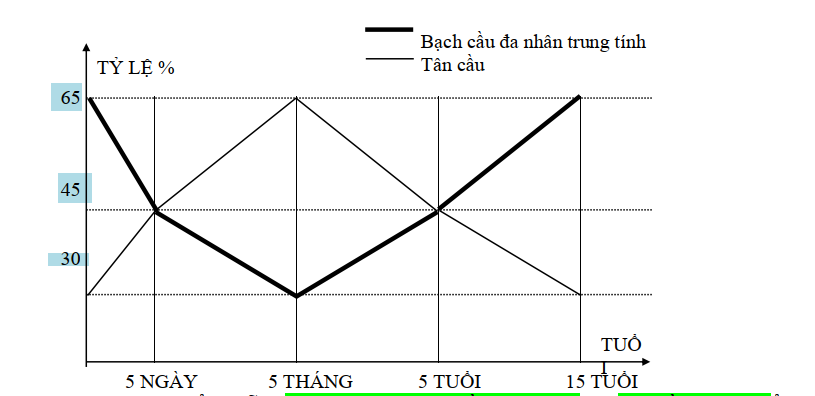 Bạch cầu đa nhân trung tính
Tân cầu
TỶ LỆ %
65
45
30
TUỔ
I
5 NGÀY
5 THÁNG
5 TUỔI
15 TUỔI